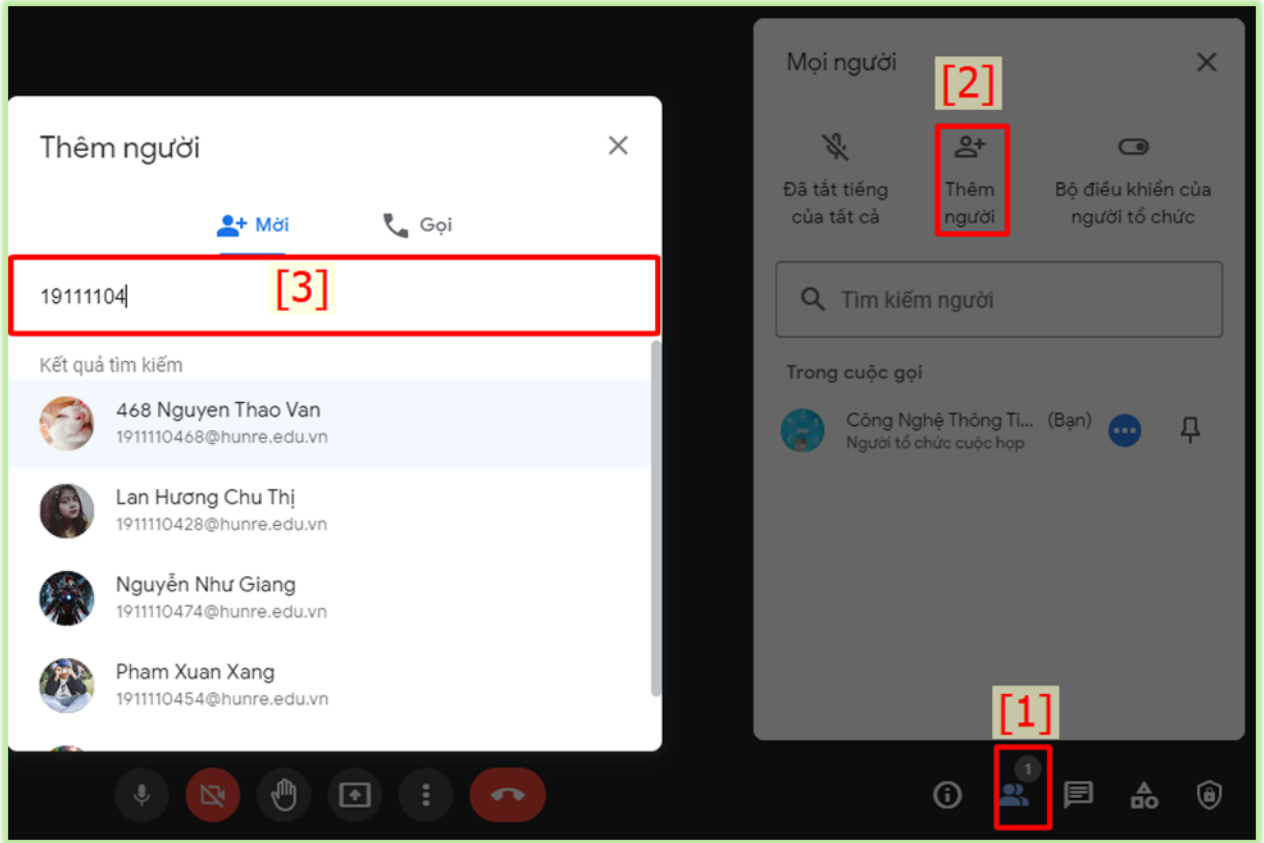 Thêm người
Mời
Gọi
19111104
[3]
Kết quả tìm kiếm
468 Nguyen Thao Van
1911110468@hunre.edu.vn
Lan Hương Chu Thị
1911110428@hunre.edu.vn
Nguyễn Như Giang
1911110474@hunre.edu.vn
Pham Xuan Xang
1911110454@hunre.edu.vn
Mọi người
[2]
Đã tắt tiếng
của tất cả
Thêm
người
Bộ điều khiển của
người tổ chức
Tìm kiếm người
Trong cuộc gọi
Công Nghệ Thông Ti... (Bạn)
Người tổ chức cuộc họp
[1]
1